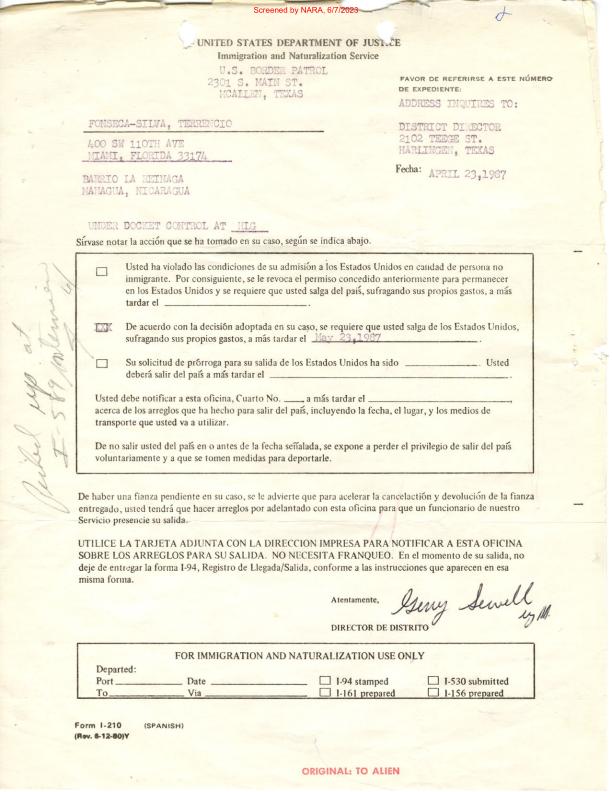 Screened by NARA, 6/7/2023
UNITED STATES DEPARTMENT OF JUSTICE
Immigration and Naturalization Service
U.S. BORDER PATROL
2301 S. MAIN ST.
MCALLEN, TEXAS
FAVOR DE REFERIRSE A ESTE NÚMERO
DE EXPEDIENTE:
ADDRESS INQUIRES TO:
FONSECA-SILVA, TERRENCIO
400 SW 110TH AVE
MIAMI, FLORIDA 33174
DISTRICT DIRECTOR
2102 TEEGE ST.
HARLINGEN, TEXAS
Fecha: APRIL 23,1987
BARRIO LA REINAGA
MANAGUA, NICARAGUA
UNDER DOCKET CONTROL AT HLG
Sírvase notar la acción que se ha tomado en su caso, según se indica abajo.
Usted ha violado las condiciones de su admisión a los Estados Unidos en calidad de persona no
inmigrante. Por consiguiente, se le revoca el permiso concedido anteriormente para permanecer
en los Estados Unidos y se requiere que usted salga del país, sufragando sus propios gastos, a más
tardar el .
XXX De acuerdo con la decisión adoptada en su caso, se requiere que usted salga de los Estados Unidos,
sufragando sus propios gastos, a más tardar el May 23,1987 .
Su solicitud de prórroga para su salida de los Estados Unidos ha sido . Usted
deberá salir del país a más tardar el .
Usted debe notificar a esta oficina, Cuarto No. , a más tardar el ,
acerca de los arreglos que ha hecho para salir del país, incluyendo la fecha, el lugar, y los medios de
transporte que usted va a utilizar.
De no salir usted del país en o antes de la fecha señalada, se expone a perder el privilegio de salir del país
voluntariamente y a que se tomen medidas para deportarle.
De haber una fianza pendiente en su caso, se le advierte que para acelerar la cancelactión y devolución de la fianza
entregado, usted tendrá que hacer arreglos por adelantado con esta oficina para que un funcionario de nuestro
Servicio presencie su salida.
UTILICE LA TARJETA ADJUNTA CON LA DIRECCION IMPRESA PARA NOTIFICAR A ESTA OFICINA
SOBRE LOS ARREGLOS PARA SU SALIDA. NO NECESITA FRANQUEO. En el momento de su salida, no
deje de entregar la forma I-94, Registro de Llegada/Salida, conforme a las instrucciones que aparecen en esa
misma forma.
Atentamente, Gerry Sewell
DIRECTOR DE DISTRITO
FOR IMMIGRATION AND NATURALIZATION USE ONLY
Departed:
Port Date I-94 stamped I-530 submitted
To Via I-161 prepared I-156 prepared
Form I-210 (SPANISH)
(Rev. 6-12-80)Y
ORIGINAL: TO ALIEN
picked up at
I-589 interview